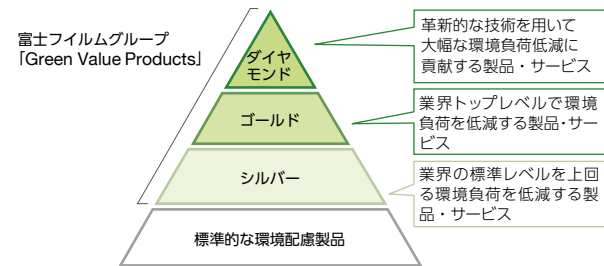 富士フイルムグループ
「Green Value Products」
ダイヤ
モンド
ゴールド
シルバー
標準的な環境配慮製品
革新的な技術を用いて
大幅な環境負荷低減に
貢献する製品・サービス
業界トップレベルで環境
負荷を低減する製品・サー
ビス
業界の標準レベルを上回
る環境負荷を低減する製
品・サービス